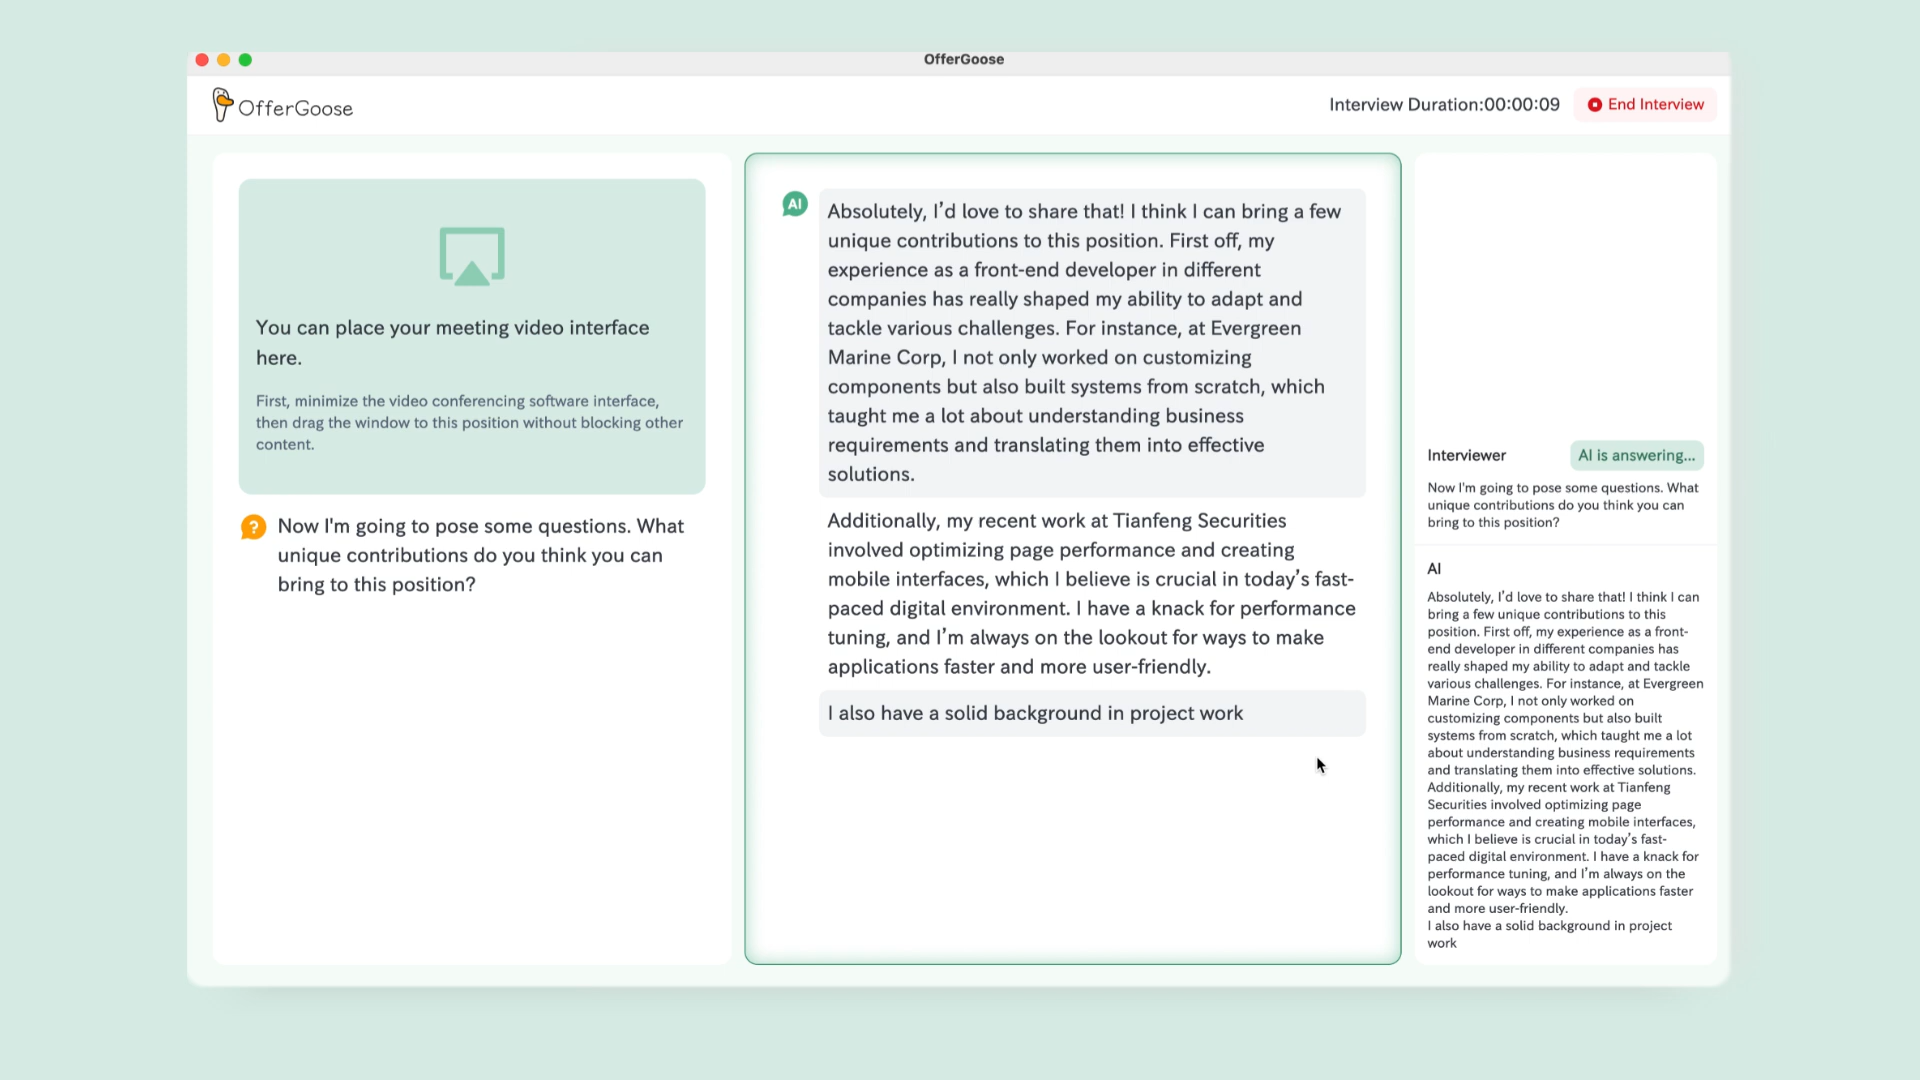 OfferGoose
OfferGoose
Interview Duration:00:00:09
End Interview
You can place your meeting video interface
here.
First, minimize the video conferencing software interface,
then drag the window to this position without blocking other
content.
?
Now I'm going to pose some questions. What
unique contributions do you think you can
bring to this position?
AI
Absolutely, I’d love to share that! I think I can bring a few
unique contributions to this position. First off, my
experience as a front-end developer in different
companies has really shaped my ability to adapt and
tackle various challenges. For instance, at Evergreen
Marine Corp, I not only worked on customizing
components but also built systems from scratch, which
taught me a lot about understanding business
requirements and translating them into effective
solutions.
Additionally, my recent work at Tianfeng Securities
involved optimizing page performance and creating
mobile interfaces, which I believe is crucial in today’s fast-
paced digital environment. I have a knack for performance
tuning, and I’m always on the lookout for ways to make
applications faster and more user-friendly.
I also have a solid background in project work
Interviewer
AI is answering...
Now I'm going to pose some questions. What
unique contributions do you think you can
bring to this position?
AI
Absolutely, I’d love to share that! I think I can
bring a few unique contributions to this
position. First off, my experience as a front-
end developer in different companies has
really shaped my ability to adapt and tackle
various challenges. For instance, at Evergreen
Marine Corp, I not only worked on
customizing components but also built
systems from scratch, which taught me a lot
about understanding business requirements
and translating them into effective solutions.
Additionally, my recent work at Tianfeng
Securities involved optimizing page
performance and creating mobile interfaces,
which I believe is crucial in today’s fast-
paced digital environment. I have a knack for
performance tuning, and I’m always on the
lookout for ways to make applications faster
and more user-friendly.
I also have a solid background in project
work